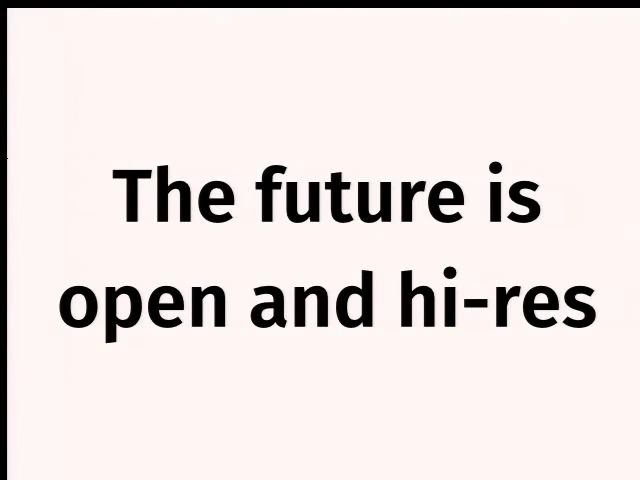 The future is
open and hi-res